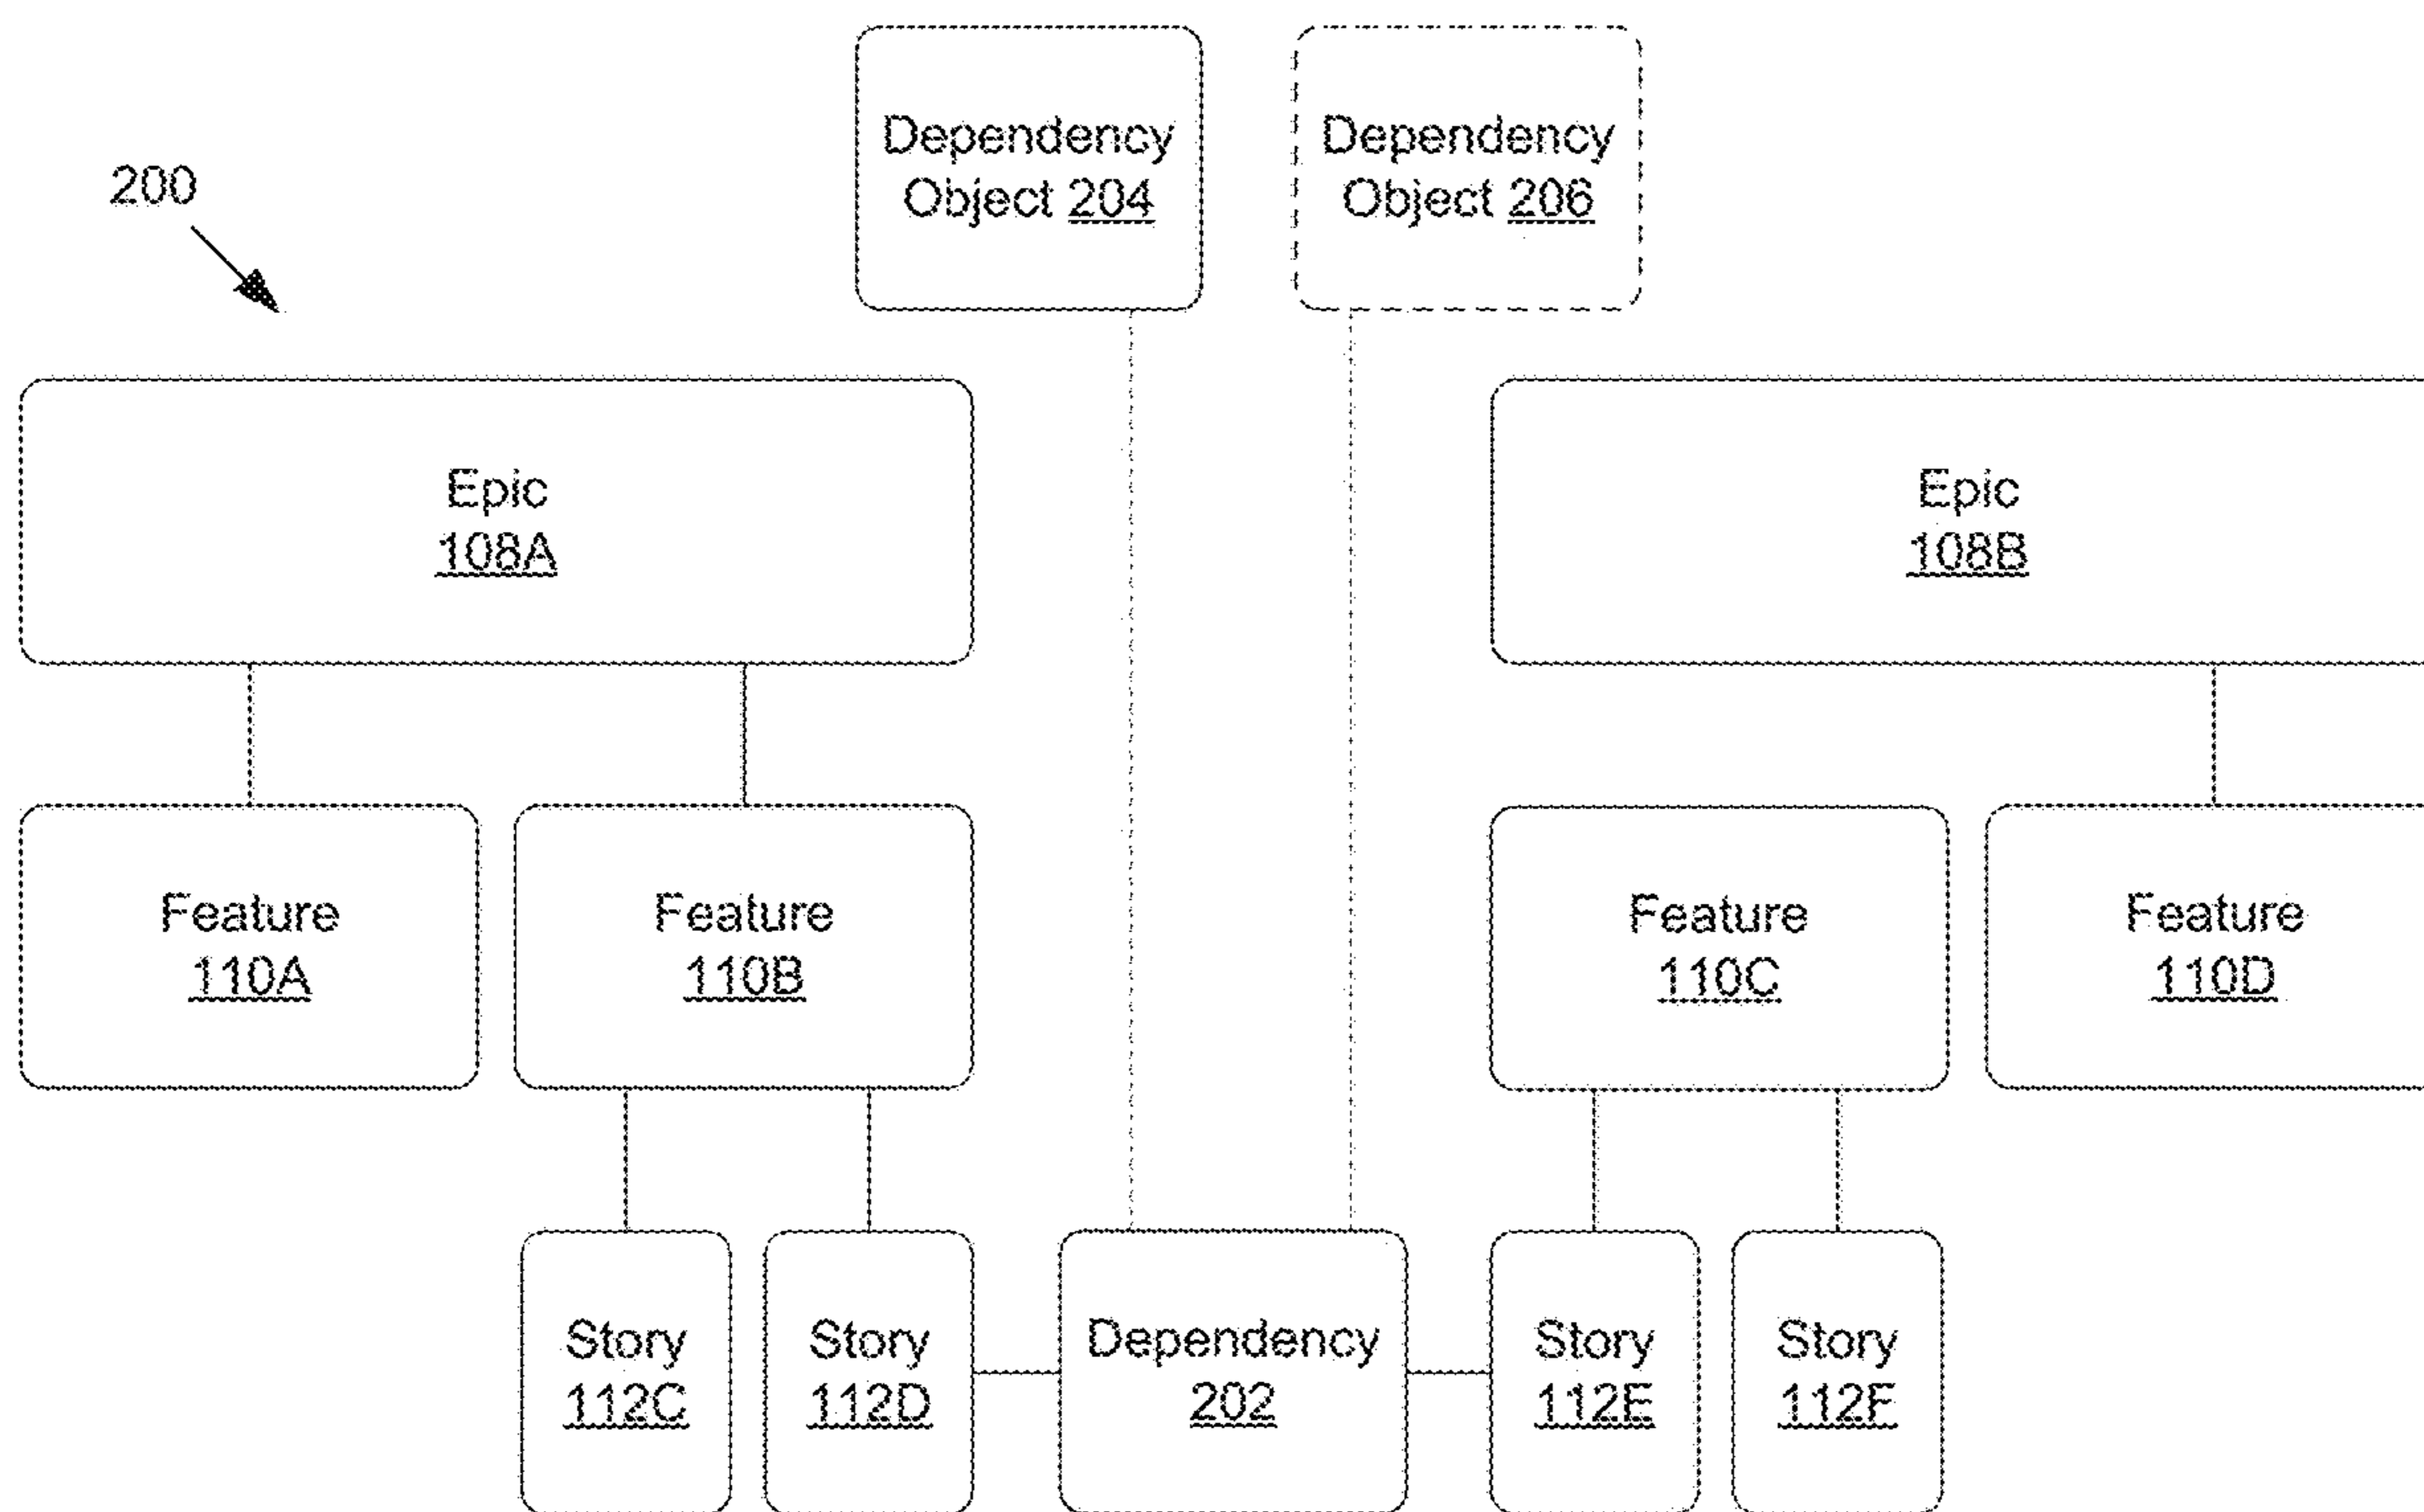 200
Dependency
Object 204
Dependency
Object 206
Epic
108A
Epic
108B
Feature
110A
Feature
110B
Feature
110C
Feature
110D
Story
112C
Story
112D
Dependency
202
Story
112E
Story
112F